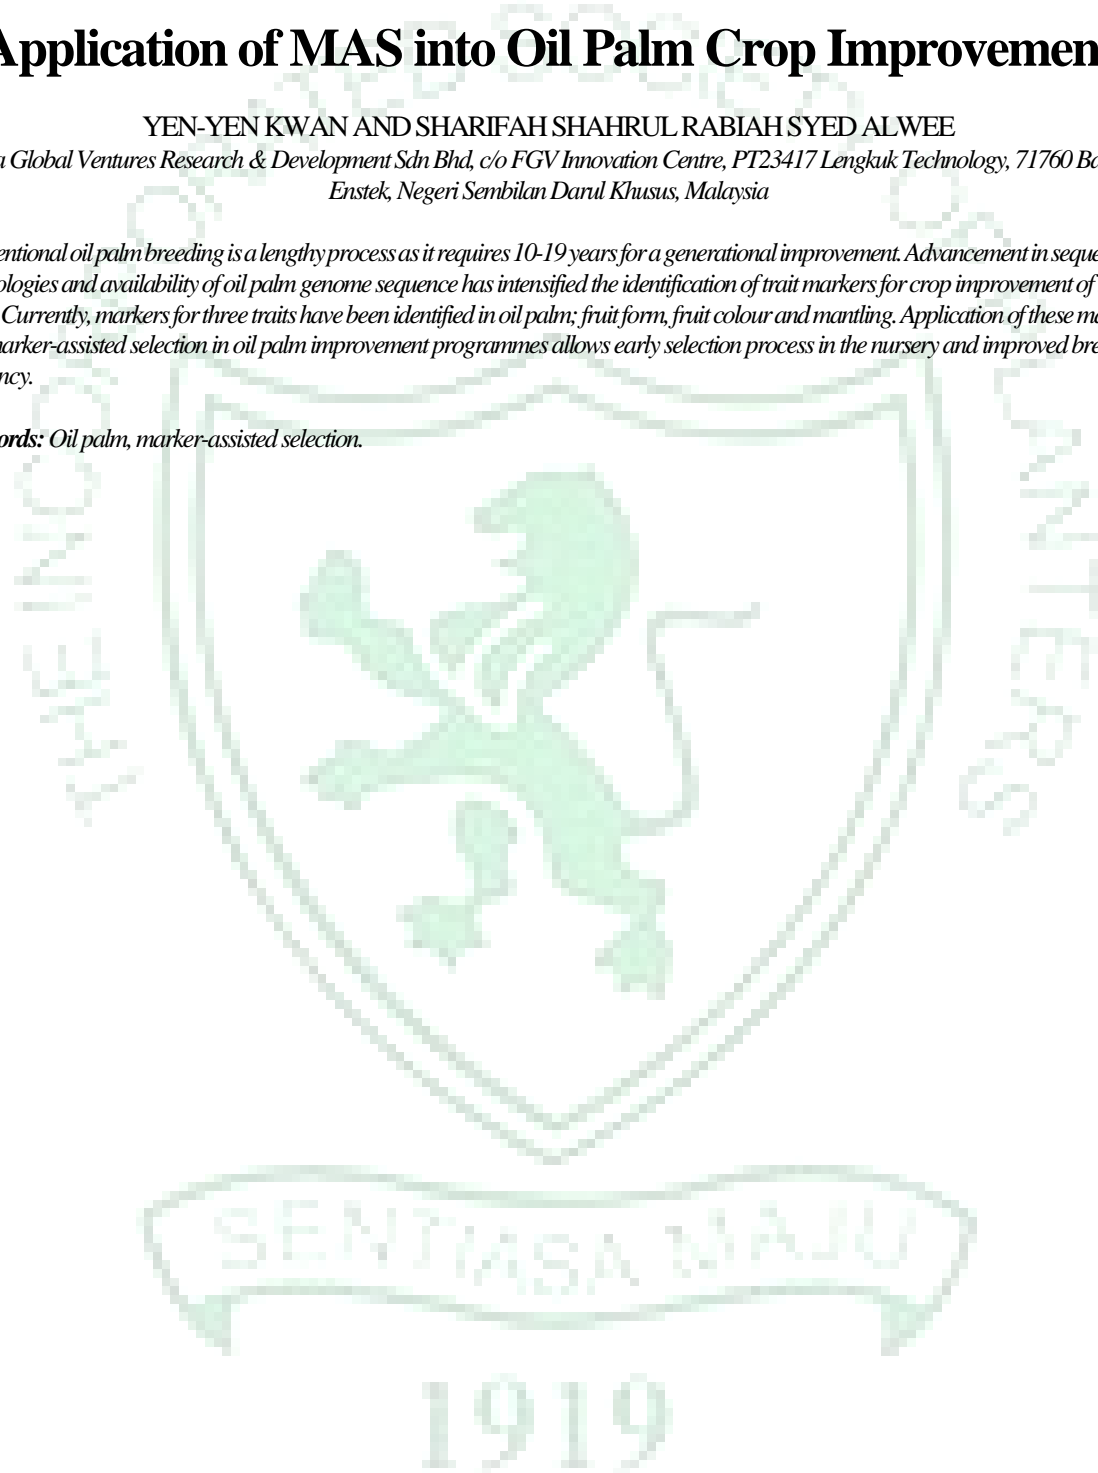 Application of MAS into Oil Palm Crop Improvemen
YEN-YEN KWAN AND SHARIFAH SHAHRUL RABIAH SYED ALWEE
a Global Ventures Research & Development Sdn Bhd, c/o FGV Innovation Centre, PT23417 Lengkuk Technology, 71760 Ba
Enstek, Negeri Sembilan Darul Khusus, Malaysia
entional oil palm breeding is a lengthy process as it requires 10-19 years for a generational improvement. Advancement in seque
ologies and availability of oil palm genome sequence has intensified the identification of trait markers for crop improvement of
Currently, markers for three traits have been identified in oil palm; fruit form, fruit colour and mantling. Application of these ma
marker-assisted selection in oil palm improvement programmes allows early selection process in the nursery and improved bre
ncy.
ords: Oil palm, marker-assisted selection.
THE INCORPORATED SOCIETY OF PLANTERS
SENTIASA MAJU
1919